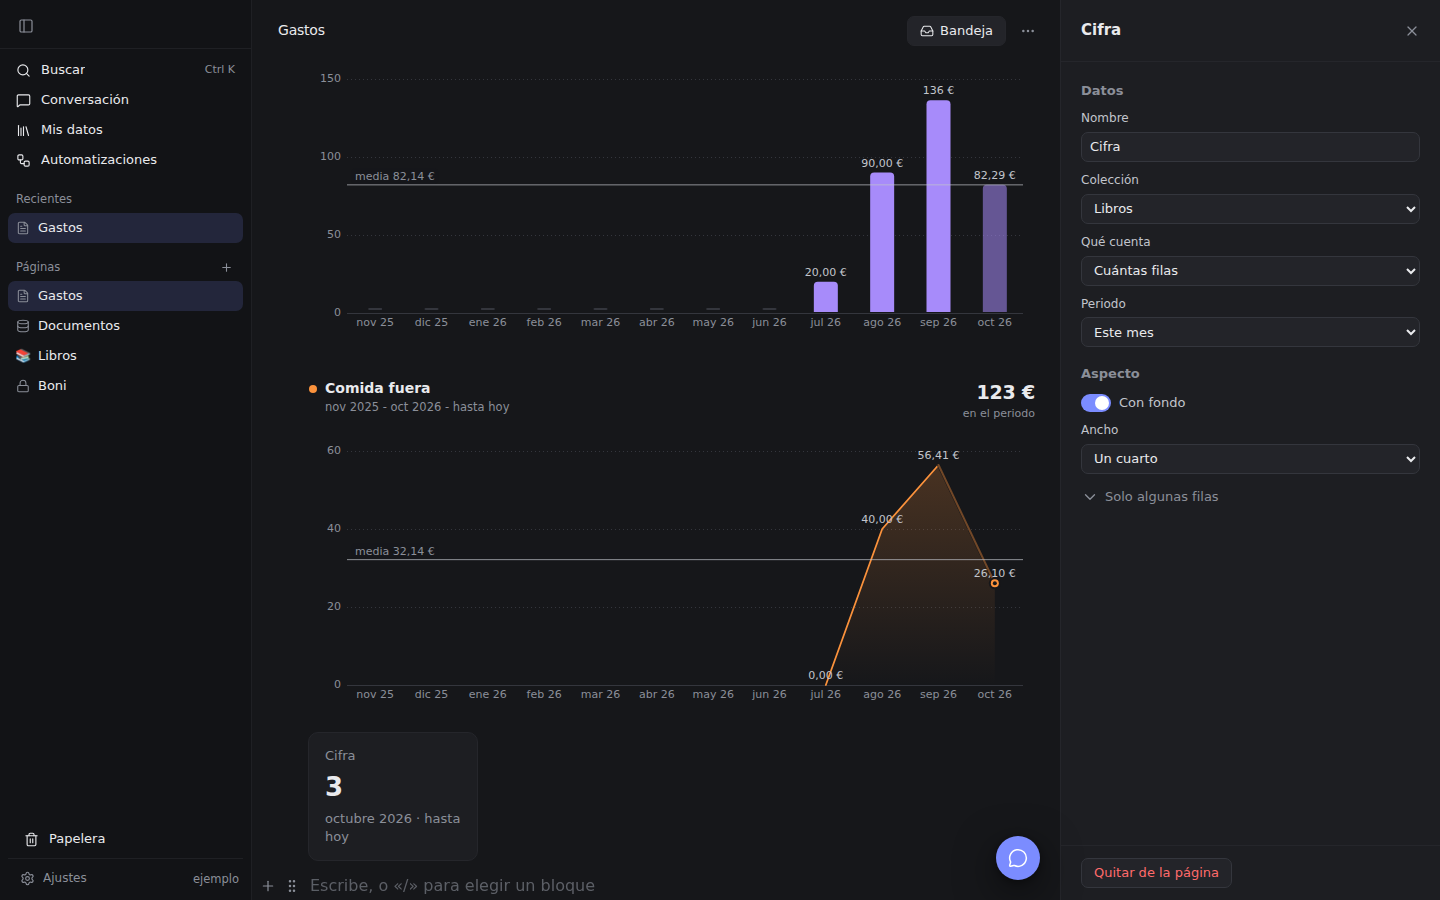 Buscar
Ctrl K
Conversación
Mis datos
Automatizaciones
Recientes
Gastos
Páginas
Gastos
Documentos
Libros
Boni
Papelera
Ajustes
ejemplo
Gastos
Bandeja
150
100
50
0
media 82,14 €
20,00 €
90,00 €
136 €
82,29 €
nov 25
dic 25
ene 26
feb 26
mar 26
abr 26
may 26
jun 26
jul 26
ago 26
sep 26
oct 26
Comida fuera
nov 2025 - oct 2026 - hasta hoy
123 €
en el periodo
60
40
20
0
media 32,14 €
0,00 €
40,00 €
56,41 €
26,10 €
nov 25
dic 25
ene 26
feb 26
mar 26
abr 26
may 26
jun 26
jul 26
ago 26
sep 26
oct 26
Cifra
3
octubre 2026 · hasta
hoy
Escribe, o «/» para elegir un bloque
Cifra
Datos
Nombre
Cifra
Colección
Libros
Qué cuenta
Cuántas filas
Periodo
Este mes
Aspecto
Con fondo
Ancho
Un cuarto
Solo algunas filas
Quitar de la página